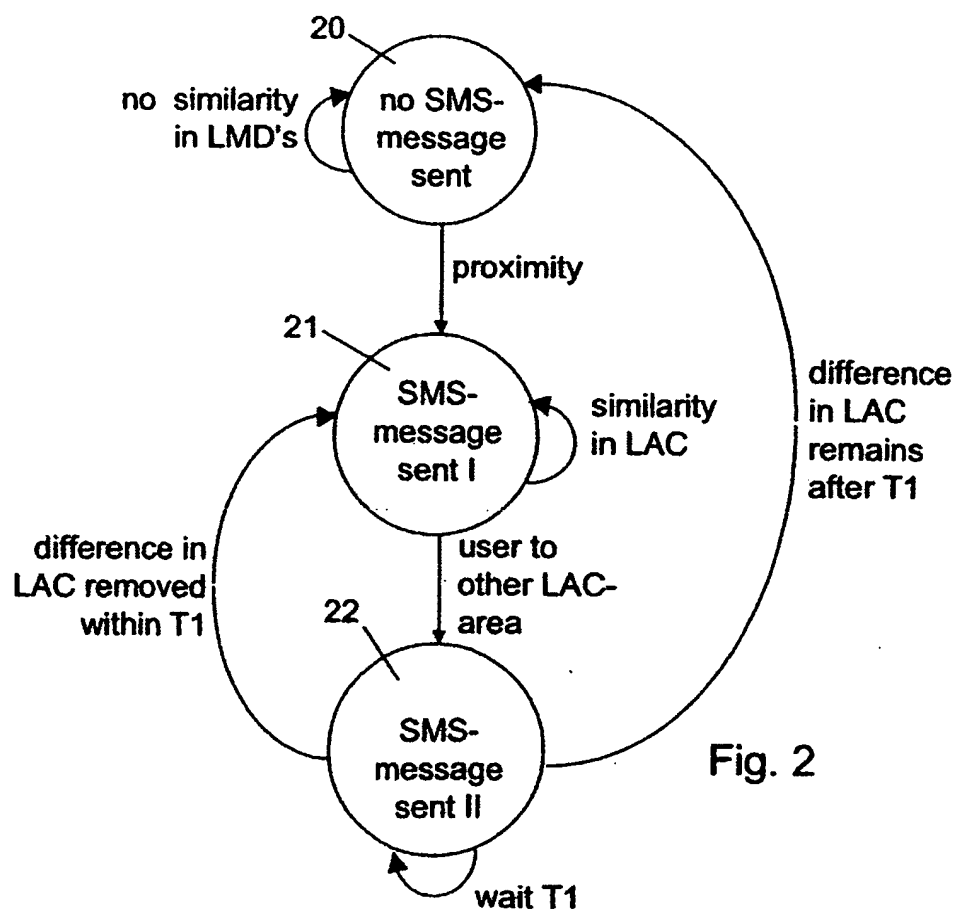 20
no similarity
in LMD's
no SMS-
message
sent
proximity
21
SMS-
message
sent I
similarity
in LAC
difference
in LAC
remains
after T1
difference in
LAC removed
within T1
user to
other LAC-
area
22
SMS-
message
sent II
wait T1
Fig. 2